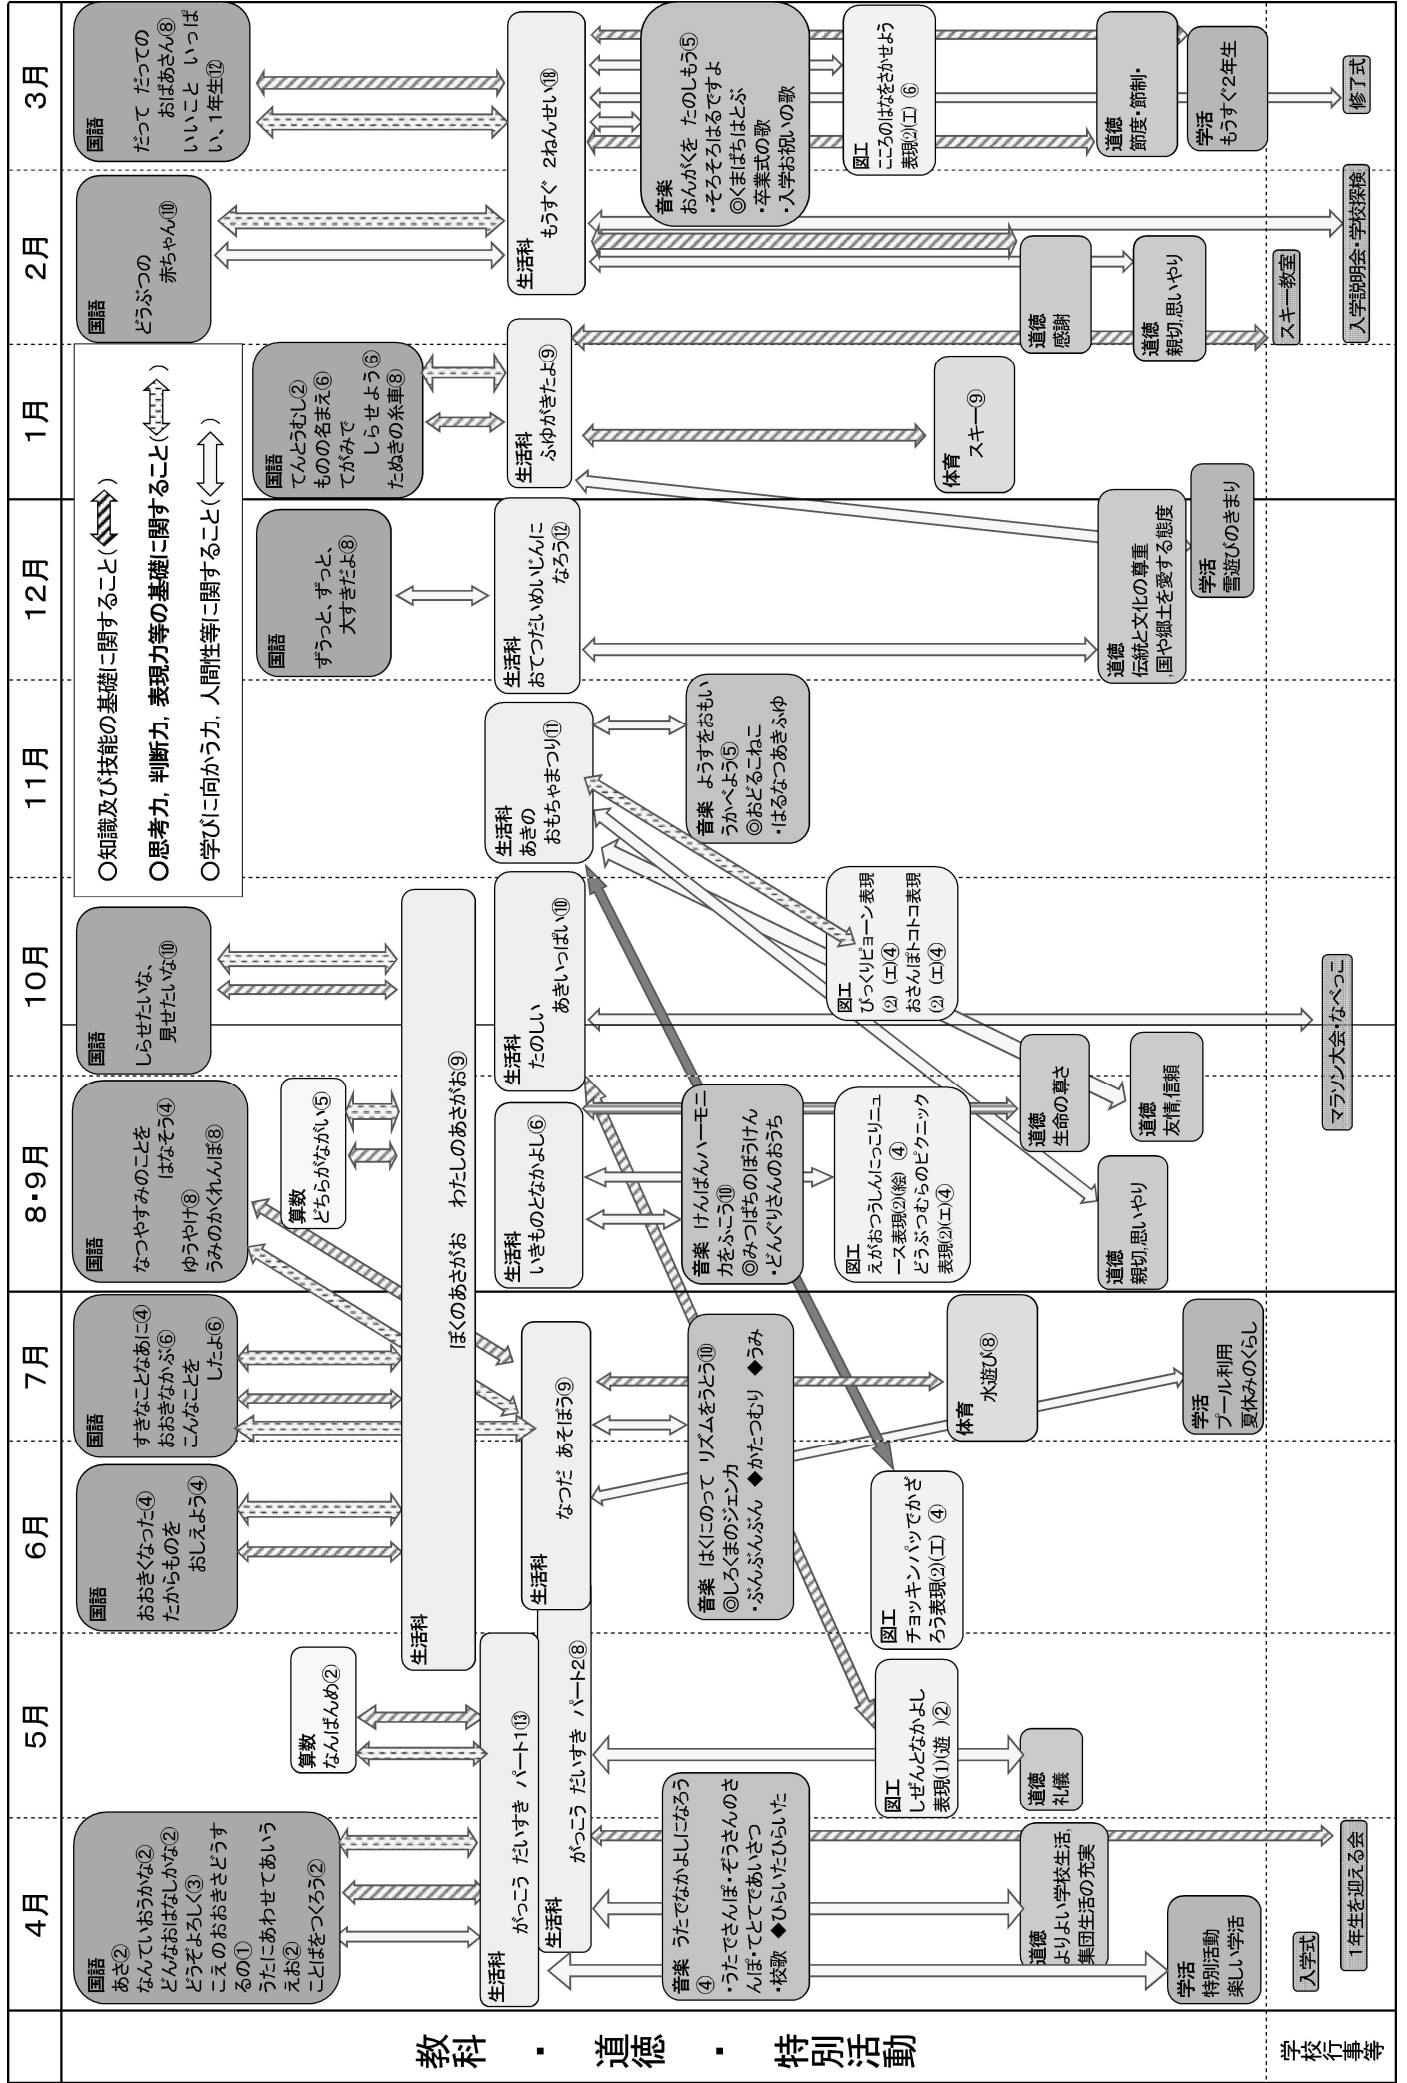 4月
5月
6月
7月
8・9月
10月
11月
12月
1月
2月
3月
教科 ・ 道徳 ・ 特別活動
学校行事等
○知識及び技能の基礎に関すること( )
○思考力,判断力,表現力等の基礎に関すること( )
○学びに向かう力,人間性等に関すること( )
国語
あさ②
なんていおうかな②
どんなおはなしかな②
どうぞよろしく③
こえのおおきさどうす
るの①
うたにあわせてあいう
えお②
ことばをつくろう②
国語
おおきくなった④
たからものを
おしえよう④
国語
すきなことなあに④
おおきなかぶ⑥
こんなことを
したよ⑥
国語
なつやすみのことを
はなそう④
ゆうやけ⑧
うみのかくれんぼ⑧
国語
しらせたいな、
見せたいな⑩
国語
ずうっと、ずっと、
大すきだよ⑧
国語
てんとうむし②
ものの名まえ⑥
てがみで
しらせよう⑥
たぬきの糸車⑧
国語
どうぶつの
赤ちゃん⑩
国語
だって だっての
おばあさん⑧
いいこと いっぱ
い、1年生⑫
算数
なんばんめ②
算数
どちらがながい⑤
生活科
がっこう だいすき パート1⑬
生活科
がっこう だいすき パート2⑧
生活科
ぼくのあさがお わたしのあさがお⑨
生活科
なつだ あそぼう⑨
生活科
いきものとなかよし⑥
生活科
たのしい
あきいっぱい⑩
生活科
あきの
おもちゃまつり⑪
生活科
おてつだいめいじんに
なろう⑫
生活科
ふゆがきたよ⑨
生活科
もうすぐ 2ねんせい⑱
音楽 うたでなかよしになろう
④
・うたでさんぽ・ぞうさんのさ
んぽ・てとてであいさつ
・校歌 ◆ひらいたひらいた
音楽 はくにのって リズムをうとう⑩
◎しろくまのジェンカ
・ぶんぶんぶん ◆かたつむり ◆うみ
音楽 けんばんハーモニ
カをふこう⑩
◎みつばちのぼうけん
・どんぐりさんのおうち
音楽 ようすをおもい
うかべよう⑤
◎おどるこねこ
・はるなつあきふゆ
音楽
おんがくを たのしもう⑤
・そろそろはるですよ
◎くまばちはとぶ
・卒業式の歌
・入学お祝いの歌
図工
しぜんとなかよし
表現(1)(遊 )②
図工
チョッキンパッでかざ
ろう表現(2)(工) ④
図工
えがおつうしんにっこりニュ
ース表現(2)(絵) ④
どうぶつむらのピクニック
表現(2)(工)④
図工
びっくりピョーン表現
(2) (工)④
おさんぽトコトコ表現
(2) (工)④
図工
こころのはなをさかせよう
表現(2)(工) ⑥
体育
水遊び⑧
体育
スキー⑨
道徳
よりよい学校生活,
集団生活の充実
道徳
礼儀
道徳
生命の尊さ
道徳
親切,思いやり
道徳
友情,信頼
道徳
伝統と文化の尊重
,国や郷土を愛する態度
道徳
感謝
道徳
親切,思いやり
道徳
節度・節制・
学活
特別活動
楽しい学活
学活
プール利用
夏休みのくらし
学活
雪遊びのきまり
学活
もうすぐ2年生
入学式
1年生を迎える会
マラソン大会・なべっこ
スキー教室
入学説明会・学校探検
修了式